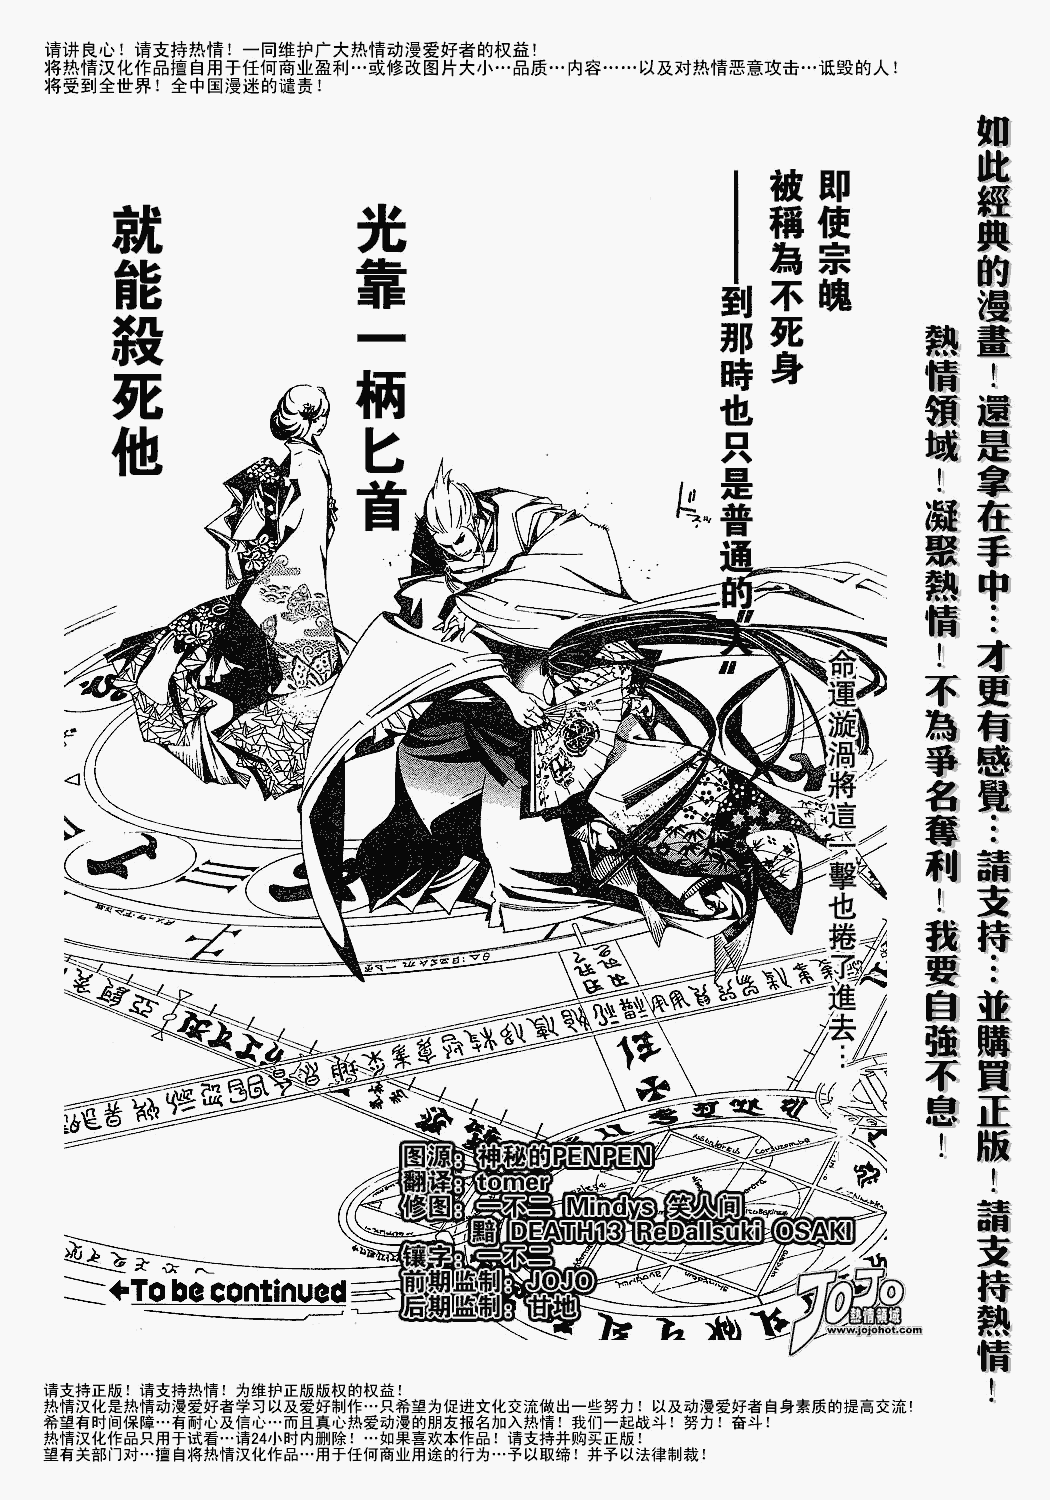 请讲良心！请支持热情！一同维护广大热情动漫爱好者的权益！
将热情汉化作品擅自用于任何商业盈利…或修改图片大小…品质…内容……以及对热情恶意攻击…诋毁的人！
将受到全世界！全中国漫迷的谴责！
如此經典的漫畫！還是拿在手中…才更有感覺…請支持…並購買正版！請支持熱情！
熱情領域！凝聚熱情！不為爭名奪利！我要自強不息！
即使宗魄
被稱為不死身
——到那時也只是普通的〝人〞
光靠一柄匕首
就能殺死他
ドス
命運漩渦將這一擊也捲了進去…
图源：神秘的PENPEN
翻译：tomer
修图：一不二 Mindys 笑人间
黯 DEATH13 ReDallsuki OSAKI
镶字：一不二
前期监制：JOJO
后期监制：甘地
←To be continued
JOJO
熱情領域
www.jojohot.com
请支持正版！请支持热情！为维护正版版权的权益！
热情汉化是热情动漫爱好者学习以及爱好制作…只希望为促进文化交流做出一些努力！以及动漫爱好者自身素质的提高交流！
希望有时间保障…有耐心及信心…而且真心热爱动漫的朋友报名加入热情！我们一起战斗！努力！奋斗！
热情汉化作品只用于试看…请24小时内删除！…如果喜欢本作品！请支持并购买正版！
望有关部门对…擅自将热情汉化作品…用于任何商业用途的行为…予以取缔！并予以法律制裁！